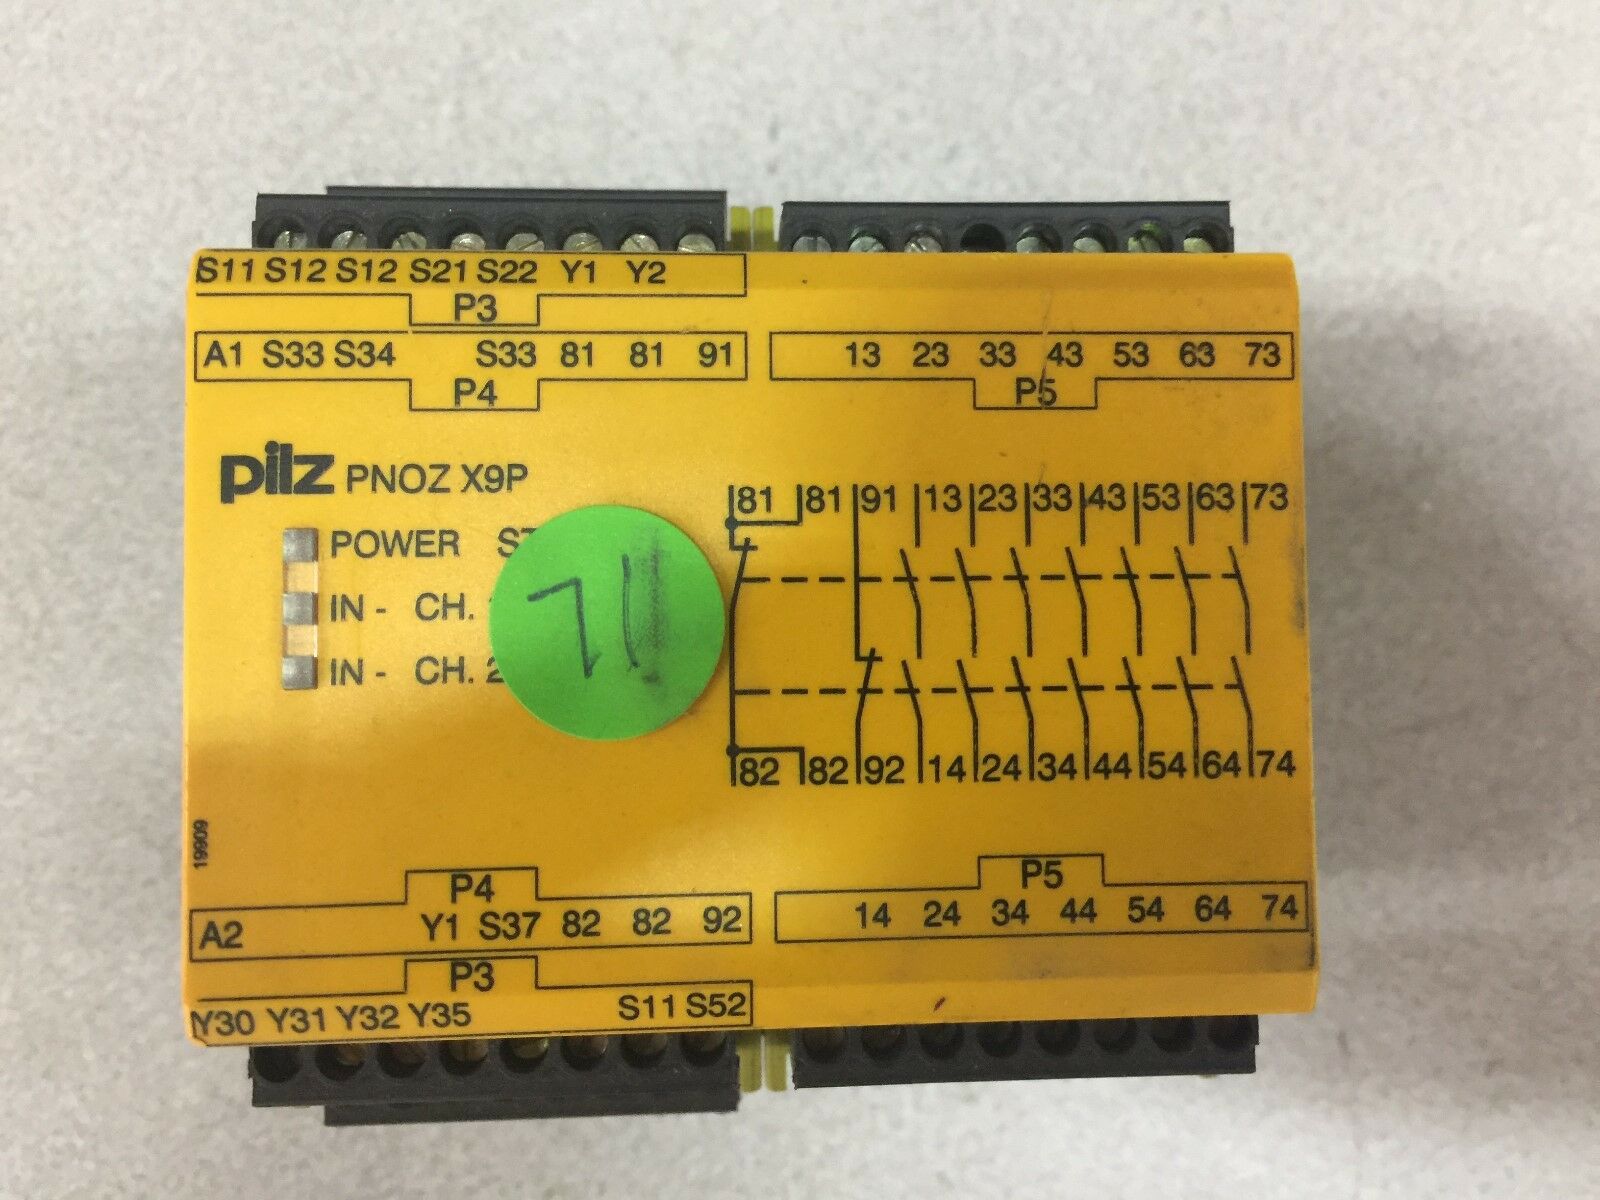 S11 S12 S12 S21 S22 Y1 Y2
P3
A1 S33 S34 S33 81 81 91
P4
13 23 33 43 53 63 73
P5
pilz PNOZ X9P
POWER
IN - CH.
IN - CH. 2
81 81 91 13 23 33 43 53 63 73
82 82 92 14 24 34 44 54 64 74
19909
P4
A2 Y1 S37 82 82 92
P3
Y30 Y31 Y32 Y35 S11 S52
P5
14 24 34 44 54 64 74